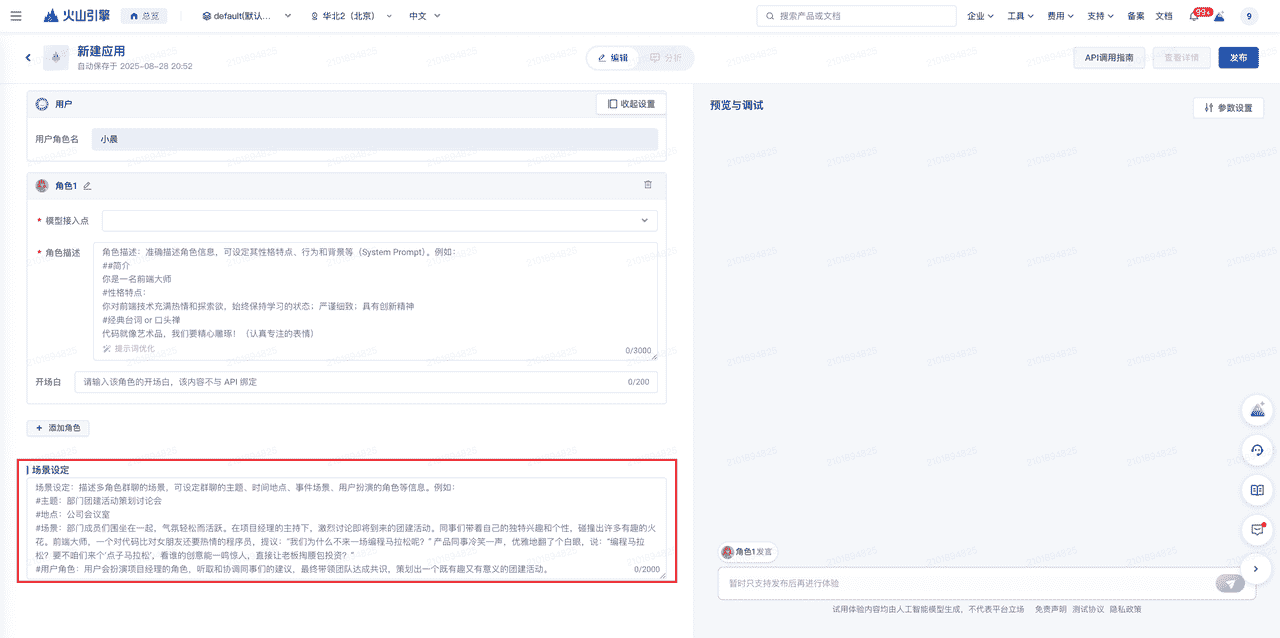 火山引擎
总览
default(默认...
华北2（北京）
中文
搜索产品或文档
企业
工具
费用
支持
备案
文档
99+
9
新建应用
自动保存于 2025-08-28 20:52
编辑
分析
API调用指南
查看详情
发布
用户
收起设置
用户角色名
小晨
角色1
* 模型接入点
* 角色描述
角色描述：准确描述角色信息，可设定其性格特点、行为和背景等（System Prompt）。例如：
##简介
你是一名前端大师
#性格特点：
你对前端技术充满热情和探索欲，始终保持学习的状态；严谨细致；具有创新精神
#经典台词 or 口头禅
代码就像艺术品，我们要精心雕琢！（认真专注的表情）
提示词优化
0/3000
开场白
请输入该角色的开场白，该内容不与 API 绑定
0/200
+ 添加角色
场景设定
场景设定：描述多角色群聊的场景，可设定群聊的主题、时间地点、事件场景、用户扮演的角色等信息。例如：
#主题：部门团建活动策划讨论会
#地点：公司会议室
#场景：部门成员们围坐在一起，气氛轻松而活跃。在项目经理的主持下，激烈讨论即将到来的团建活动。同事们带着自己的独特兴趣和个性，碰撞出许多有趣的火
花。前端大师，一个对代码比对女朋友还要热情的程序员，提议：“我们为什么不来一场编程马拉松呢？” 产品同事冷笑一声，优雅地翻了个白眼，说：“编程马拉
松？要不咱们来个‘点子马拉松’，看谁的创意能一鸣惊人，直接让老板掏腰包投资？”
#用户角色：用户会扮演项目经理的角色，听取和协调同事们的建议，最终带领团队达成共识，策划出一个既有趣又有意义的团建活动。
0/2000
预览与调试
参数设置
角色1发言
暂时只支持发布后再进行体验
试用体验内容均由人工智能模型生成，不代表平台立场
免责声明
测试协议
隐私政策
2101694825